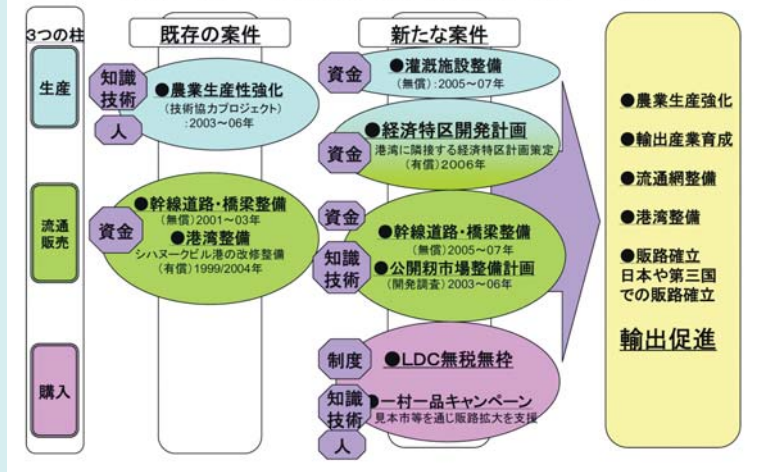 3つの柱
既存の案件
新たな案件
生産
知識
技術
人
●農業生産性強化
(技術協力プロジェクト)
:2003~06年
資金
●灌漑施設整備
(無償):2005~07年
資金
●経済特区開発計画
港湾に隣接する経済特区計画策定
(有償)2006年
流通
販売
資金
●幹線道路・橋梁整備
(無償)2001~03年
●港湾整備
シハヌークビル港の改修整備
(有償)1999/2004年
資金
知識
技術
●幹線道路・橋梁整備
(無償)2005~07年
●公開籾市場整備計画
(開発調査)2003~06年
購入
制度
●LDC無税無枠
知識
技術
人
●一村一品キャンペーン
見本市等を通じ販路拡大を支援
●農業生産強化
●輸出産業育成
●流通網整備
●港湾整備
●販路確立
日本や第三国
での販路確立
輸出促進